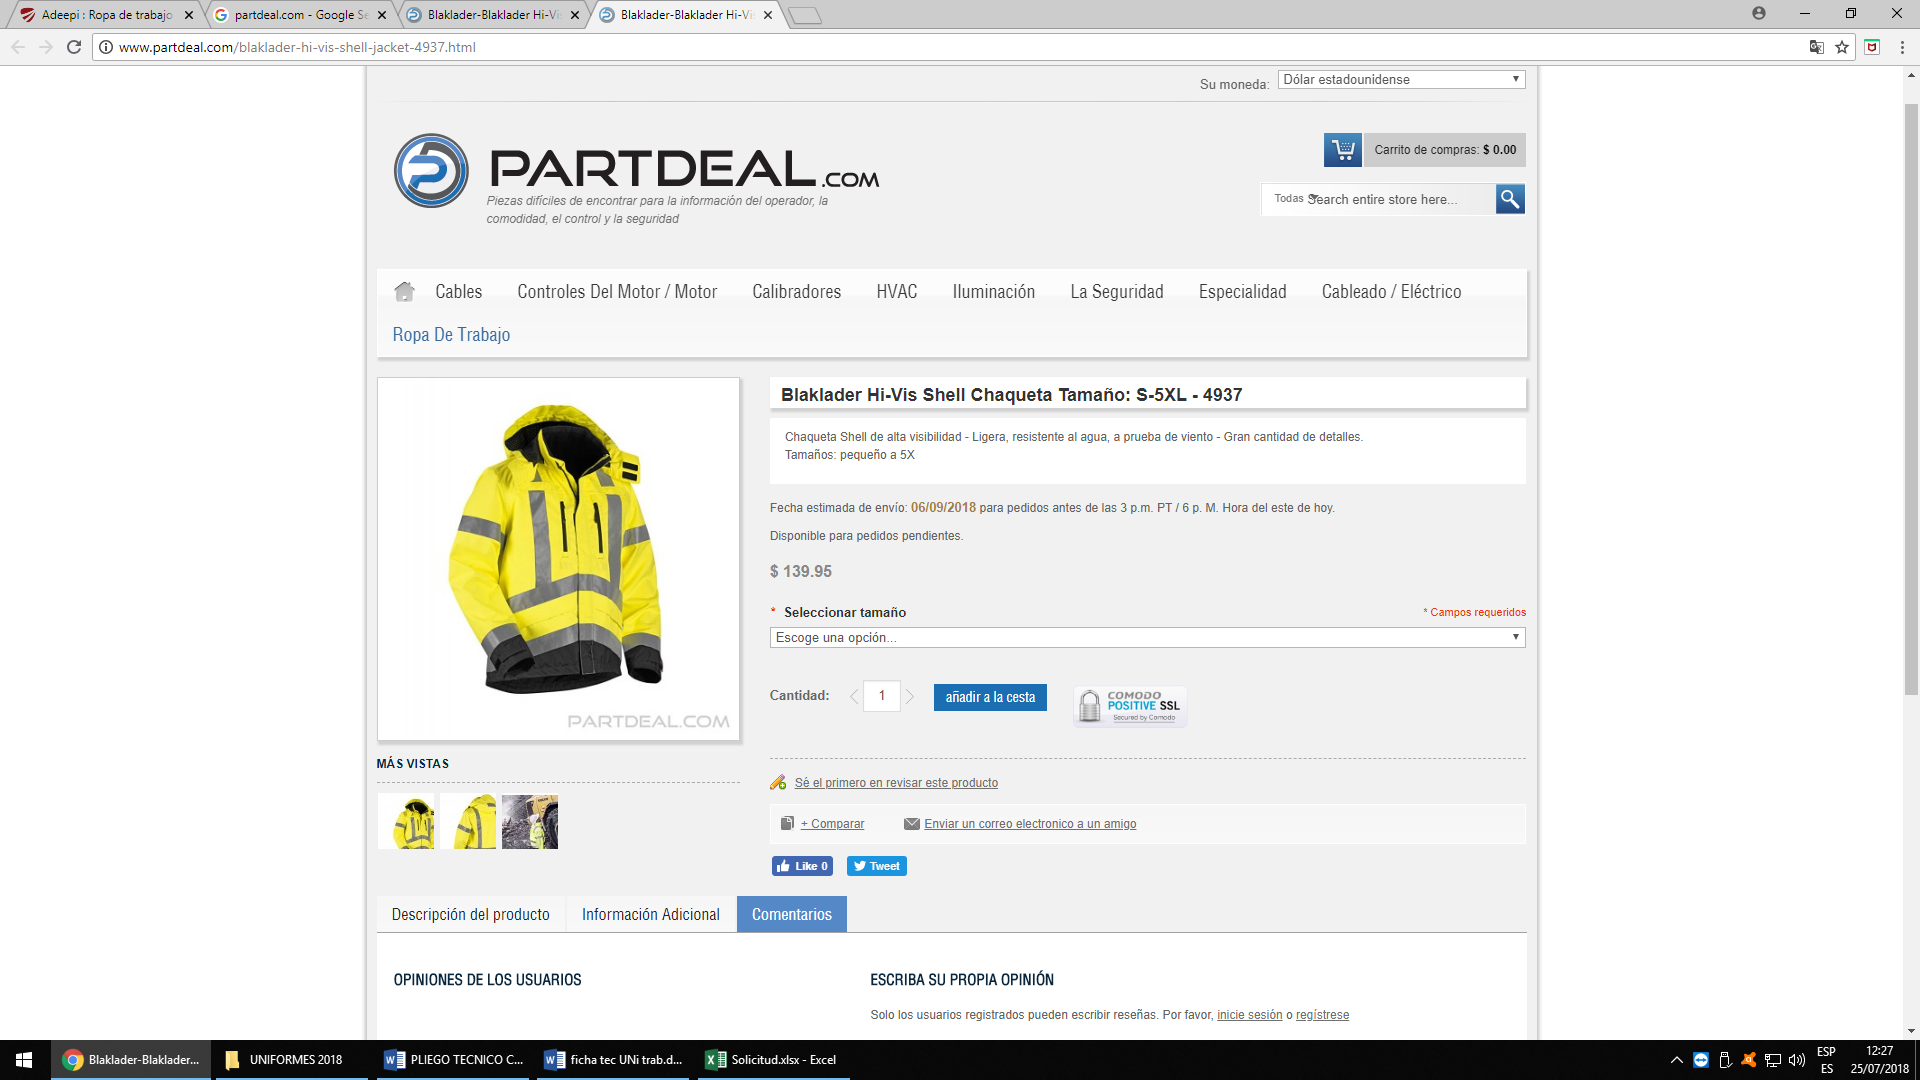 Adeepi : Ropa de trabajo
partdeal.com - Google Se
Blaklader-Blaklader Hi-Vi
Blaklader-Blaklader Hi-Vi
www.partdeal.com/blaklader-hi-vis-shell-jacket-4937.html
Su moneda: Dólar estadounidense
PARTDEAL.COM
Piezas difíciles de encontrar para la información del operador, la
comodidad, el control y la seguridad
Carrito de compras: $ 0.00
Todas Search entire store here...
Cables Controles Del Motor / Motor Calibradores HVAC Iluminación La Seguridad Especialidad Cableado / Eléctrico
Ropa De Trabajo
Blaklader Hi-Vis Shell Chaqueta Tamaño: S-5XL - 4937
Chaqueta Shell de alta visibilidad - Ligera, resistente al agua, a prueba de viento - Gran cantidad de detalles.
Tamaños: pequeño a 5X
Fecha estimada de envío: 06/09/2018 para pedidos antes de las 3 p.m. PT / 6 p. M. Hora del este de hoy.
Disponible para pedidos pendientes.
$ 139.95
* Seleccionar tamaño
* Campos requeridos
Escoge una opción...
Cantidad: 1 añadir a la cesta
COMODO
POSITIVE SSL
Secured by Comodo
PARTDEAL.COM
MÁS VISTAS
Sé el primero en revisar este producto
+ Comparar Enviar un correo electronico a un amigo
Like 0 Tweet
Descripción del producto Información Adicional Comentarios
OPINIONES DE LOS USUARIOS
ESCRIBA SU PROPIA OPINIÓN
Solo los usuarios registrados pueden escribir reseñas. Por favor, inicie sesión o regístrese
Blaklader-Blaklader...
UNIFORMES 2018
PLIEGO TECNICO C...
ficha tec UNi trab.d...
Solicitud.xlsx - Excel
ESP
ES
12:27
25/07/2018